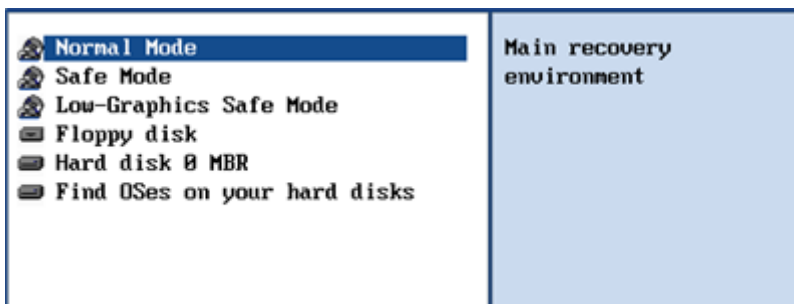 Normal Mode
Safe Mode
Low-Graphics Safe Mode
Floppy disk
Hard disk 0 MBR
Find OSes on your hard disks
Main recovery
environment